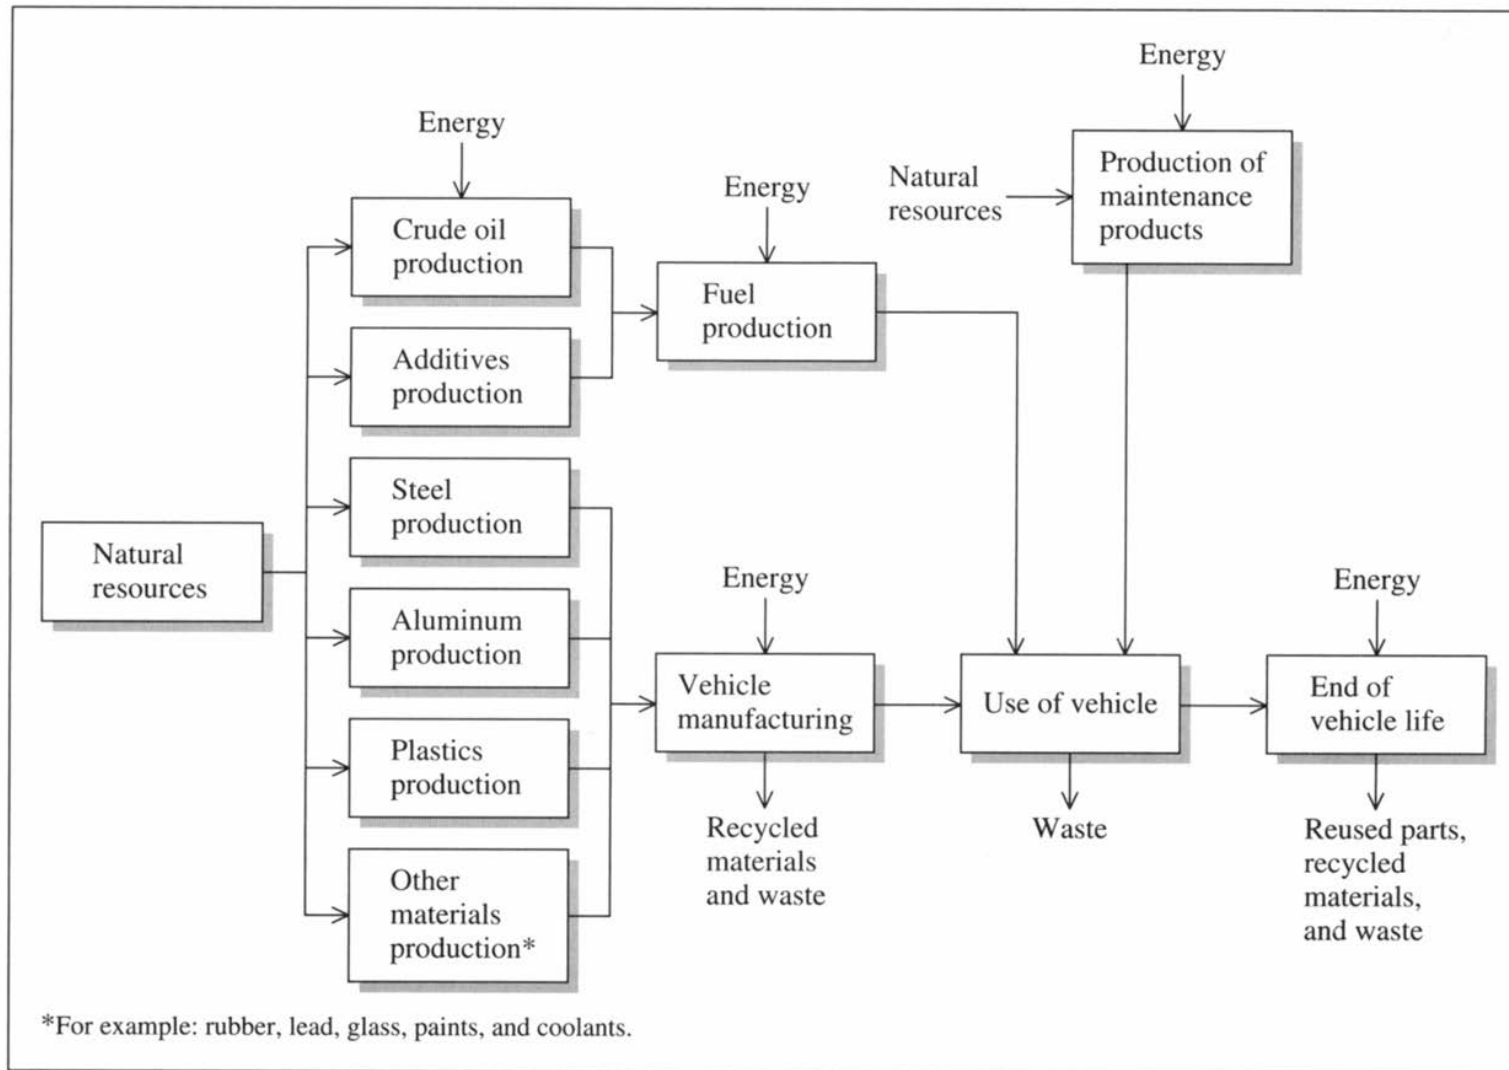 Energy
Energy
Production of
maintenance
products
Natural
resources
Energy
Crude oil
production
Fuel
production
Additives
production
Steel
production
Natural
resources
Energy
Energy
Aluminum
production
Vehicle
manufacturing
Use of vehicle
End of
vehicle life
Plastics
production
Recycled
materials
and waste
Waste
Reused parts,
recycled
materials,
and waste
Other
materials
production*
*For example: rubber, lead, glass, paints, and coolants.